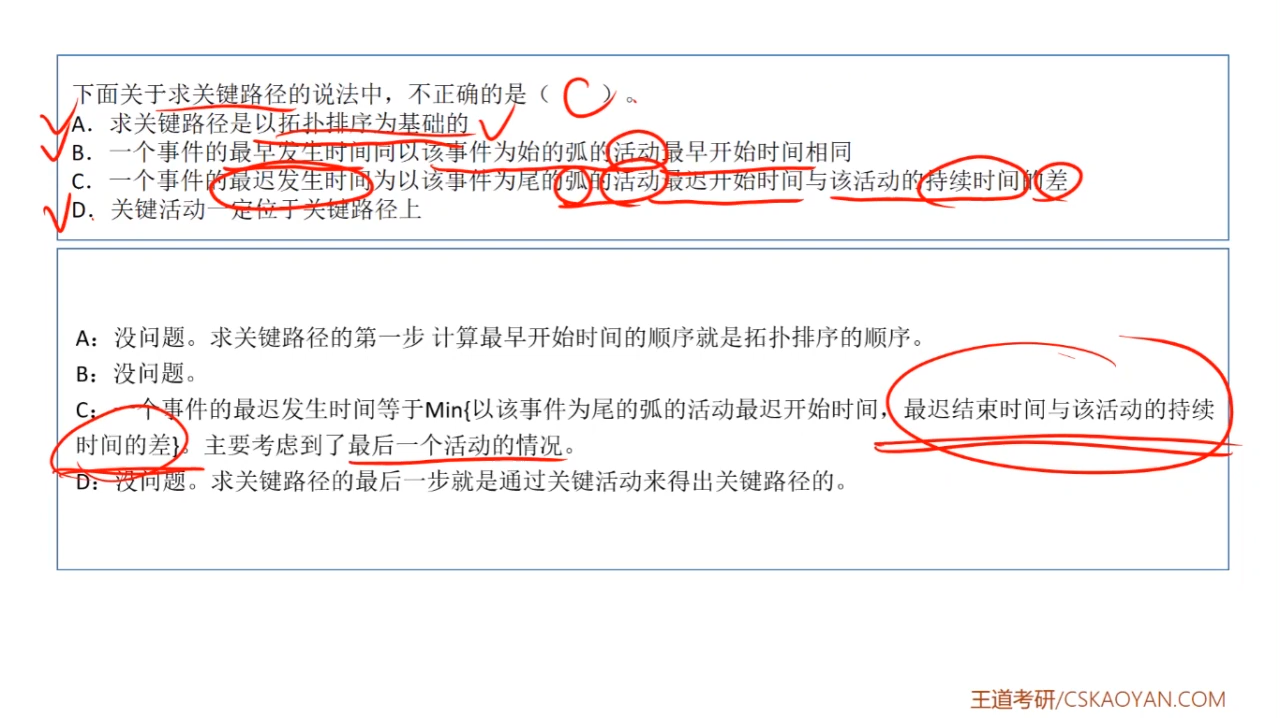 下面关于求关键路径的说法中，不正确的是（ C ）。
A．求关键路径是以拓扑排序为基础的
B．一个事件的最早发生时间同以该事件为始的弧的活动最早开始时间相同
C．一个事件的最迟发生时间为以该事件为尾的弧的活动最迟开始时间与该活动的持续时间的差
D．关键活动一定位于关键路径上
A：没问题。求关键路径的第一步 计算最早开始时间的顺序就是拓扑排序的顺序。
B：没问题。
C：一个事件的最迟发生时间等于Min{以该事件为尾的弧的活动最迟开始时间，最迟结束时间与该活动的持续
时间的差}。主要考虑到了最后一个活动的情况。
D：没问题。求关键路径的最后一步就是通过关键活动来得出关键路径的。
王道考研/CSKAOYAN.COM